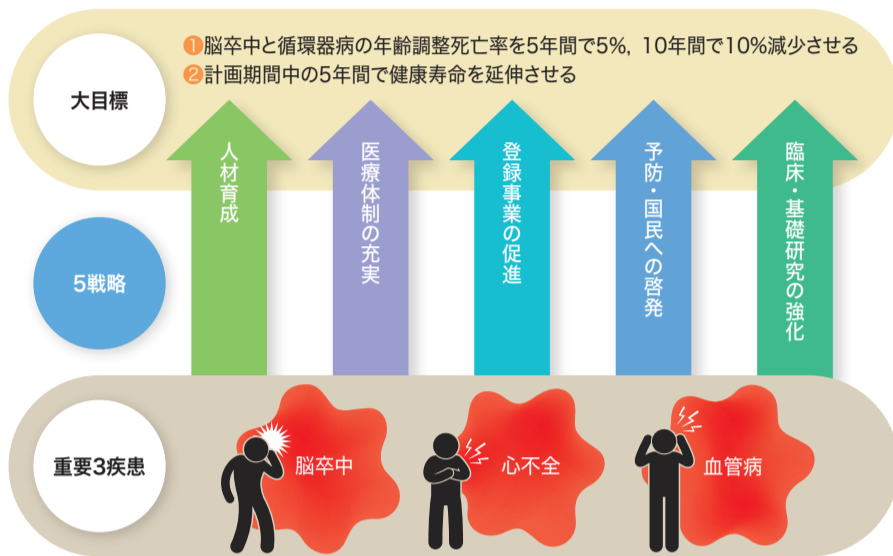 ❶脳卒中と循環器病の年齢調整死亡率を5年間で5%, 10年間で10%減少させる
❷計画期間中の5年間で健康寿命を延伸させる
大目標
人材育成
医療体制の充実
登録事業の促進
予防・国民への啓発
臨床・基礎研究の強化
5戦略
重要3疾患
脳卒中
心不全
血管病